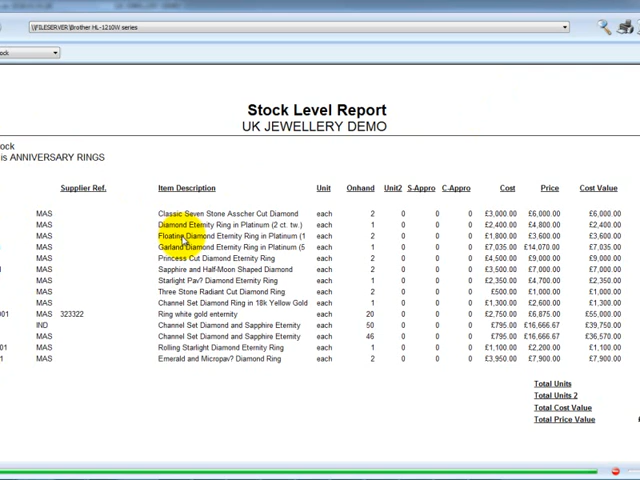 \\FILESERVER\Brother HL-1210W series
ock
Stock Level Report
UK JEWELLERY DEMO
ock
is ANNIVERSARY RINGS
Supplier Ref. Item Description Unit Onhand Unit2 S-Appro C-Appro Cost Price Cost Value
MAS Classic Seven Stone Asscher Cut Diamond each 2 0 0 0 £3,000.00 £6,000.00 £6,000.00
MAS Diamond Eternity Ring in Platinum (2 ct. tw.) each 1 0 0 0 £2,400.00 £4,800.00 £2,400.00
MAS Floating Diamond Eternity Ring in Platinum (1 each 2 0 0 0 £1,800.00 £3,600.00 £3,600.00
MAS Garland Diamond Eternity Ring in Platinum (5 each 1 0 0 0 £7,035.00 £14,070.00 £7,035.00
MAS Princess Cut Diamond Eternity Ring each 2 0 0 0 £4,500.00 £9,000.00 £9,000.00
MAS Sapphire and Half-Moon Shaped Diamond each 2 0 0 0 £3,500.00 £7,000.00 £7,000.00
MAS Starlight Pav? Diamond Eternity Ring each 1 0 0 0 £2,350.00 £4,700.00 £2,350.00
MAS Three Stone Radiant Cut Diamond Ring each 2 0 0 0 £500.00 £1,000.00 £1,000.00
MAS Channel Set Diamond Ring in 18k Yellow Gold each 1 0 0 0 £1,300.00 £2,600.00 £1,300.00
001 MAS 323322 Ring white gold enternity each 20 0 0 0 £2,750.00 £6,875.00 £55,000.00
IND Channel Set Diamond and Sapphire Eternity each 50 0 0 0 £795.00 £16,666.67 £39,750.00
MAS Channel Set Diamond and Sapphire Eternity each 46 0 0 0 £795.00 £16,666.67 £36,570.00
01 MAS Rolling Starlight Diamond Eternity Ring each 1 0 0 0 £1,100.00 £2,200.00 £1,100.00
1 MAS Emerald and Micropav? Diamond Ring each 2 0 0 0 £3,950.00 £7,900.00 £7,900.00
Total Units
Total Units 2
Total Cost Value
Total Price Value £